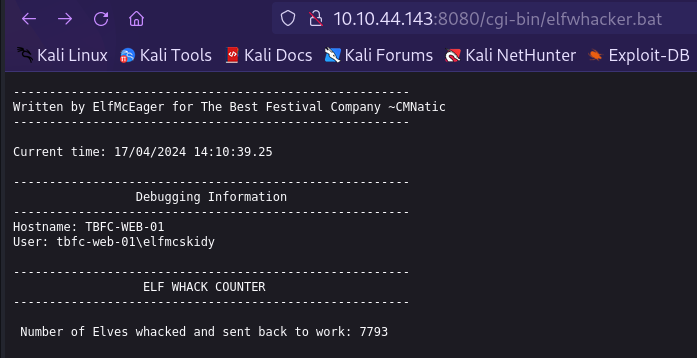 10.10.44.143:8080/cgi-bin/elfwhacker.bat
Kali Linux Kali Tools Kali Docs Kali Forums Kali NetHunter Exploit-DB
-------------------------------------------------------
Written by ElfMcEager for The Best Festival Company ~CMNatic
-------------------------------------------------------
Current time: 17/04/2024 14:10:39.25
-------------------------------------------------------
Debugging Information
-------------------------------------------------------
Hostname: TBFC-WEB-01
User: tbfc-web-01\elfmcskidy
-------------------------------------------------------
ELF WHACK COUNTER
-------------------------------------------------------
Number of Elves whacked and sent back to work: 7793